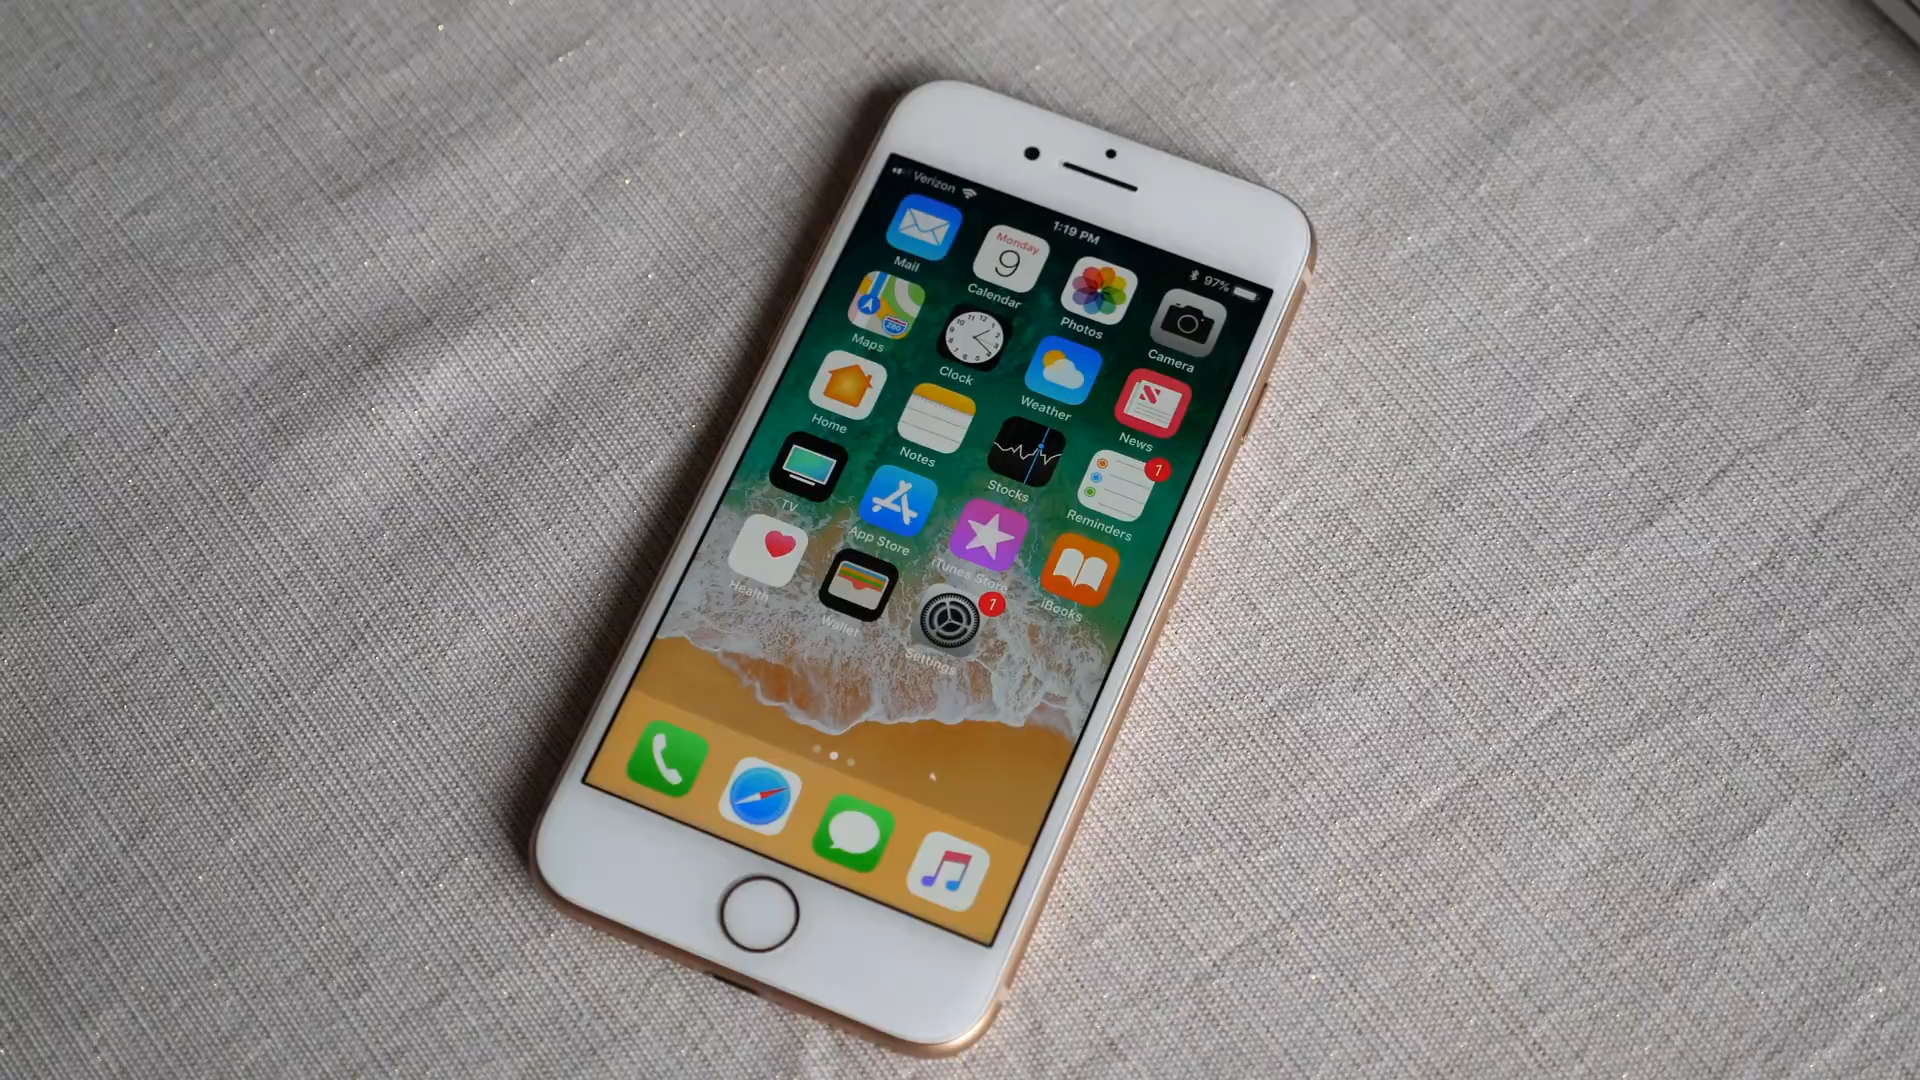 Verizon
1:19 PM
97%
Mail
Monday
9
Calendar
Photos
Camera
280
Maps
Clock
Weather
News
Home
Notes
Stocks
1
Reminders
TV
App Store
iTunes Store
iBooks
Health
Wallet
1
Settings